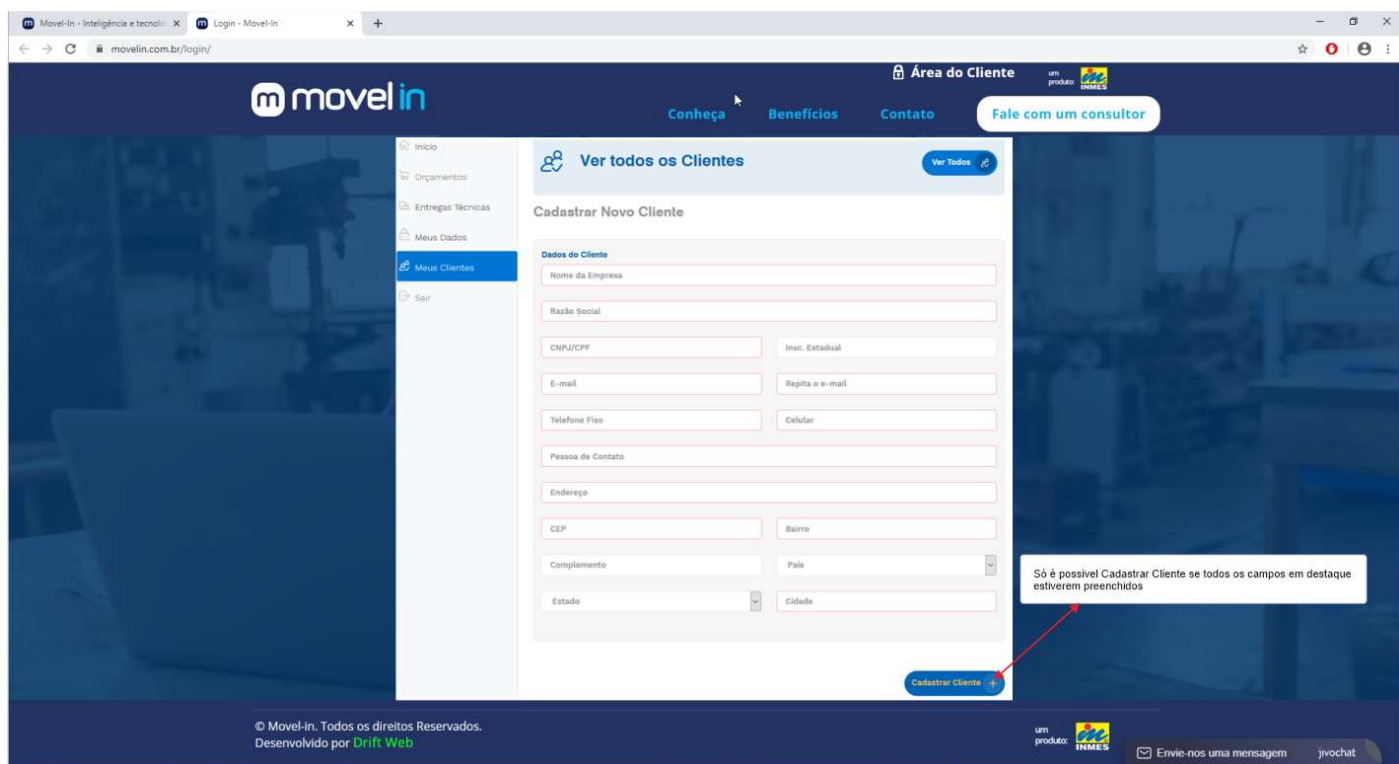 Movel-In - Inteligência e tecnolo
Login - Movel-In
movelin.com.br/login/
movelin
Área do Cliente
um
produto:
INMES
Conheça
Benefícios
Contato
Fale com um consultor
Início
Orçamentos
Entregas Técnicas
Meus Dados
Meus Clientes
Sair
Ver todos os Clientes
Ver Todos
Cadastrar Novo Cliente
Dados do Cliente
Nome da Empresa
Razão Social
CNPJ/CPF
Insc. Estadual
E-mail
Repita o e-mail
Telefone Fixo
Celular
Pessoa de Contato
Endereço
CEP
Bairro
Complemento
País
Estado
Cidade
Só é possível Cadastrar Cliente se todos os campos em destaque
estiverem preenchidos
Cadastrar Cliente
© Movel-in. Todos os direitos Reservados.
Desenvolvido por Drift Web
um
produto:
INMES
Envie-nos uma mensagem
jivochat